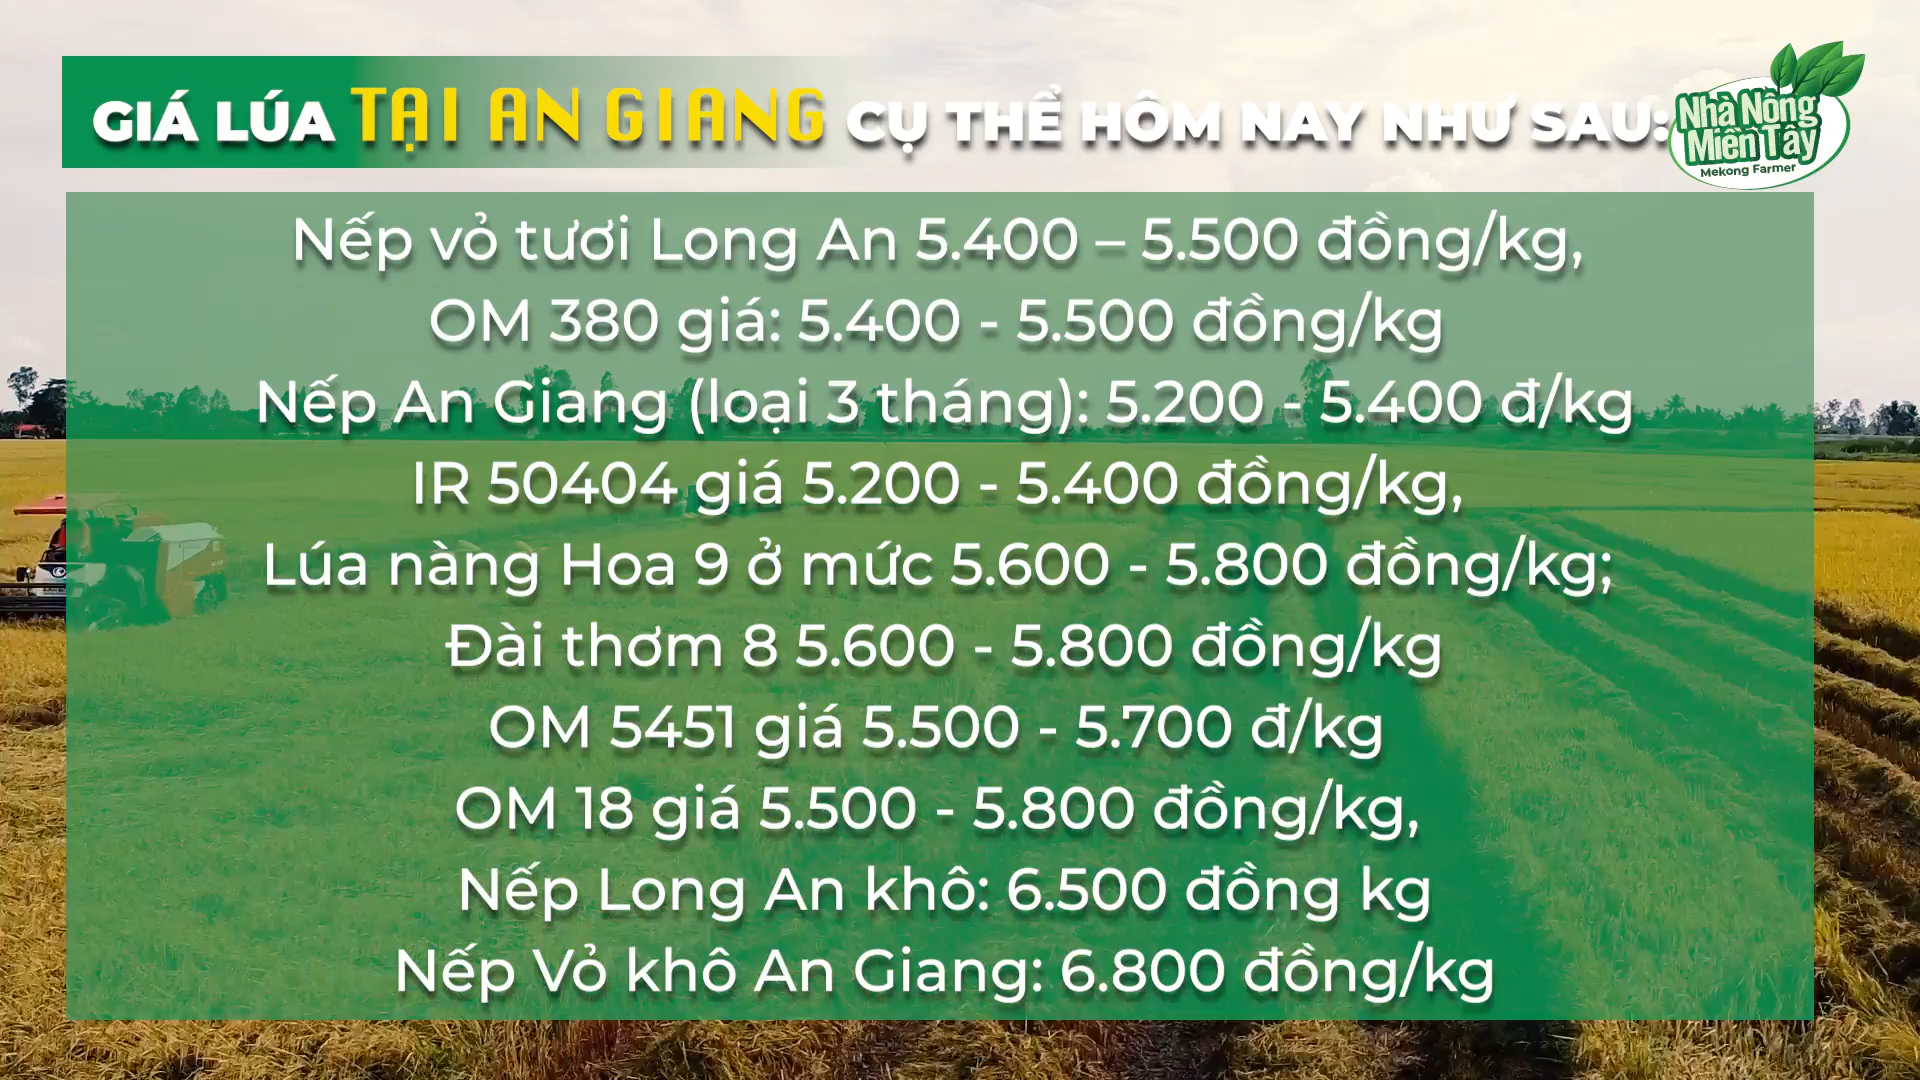 GIÁ LÚA TẠI AN GIANG CỤ THỂ HÔM NAY NHƯ SAU:
Nhà Nông
Miền Tây
Mekong Farmer
Nếp vỏ tươi Long An 5.400 – 5.500 đồng/kg,
OM 380 giá: 5.400 - 5.500 đồng/kg
Nếp An Giang (loại 3 tháng): 5.200 - 5.400 đ/kg
IR 50404 giá 5.200 - 5.400 đồng/kg,
Lúa nàng Hoa 9 ở mức 5.600 - 5.800 đồng/kg;
Đài thơm 8 5.600 - 5.800 đồng/kg
OM 5451 giá 5.500 - 5.700 đ/kg
OM 18 giá 5.500 - 5.800 đồng/kg,
Nếp Long An khô: 6.500 đồng kg
Nếp Vỏ khô An Giang: 6.800 đồng/kg